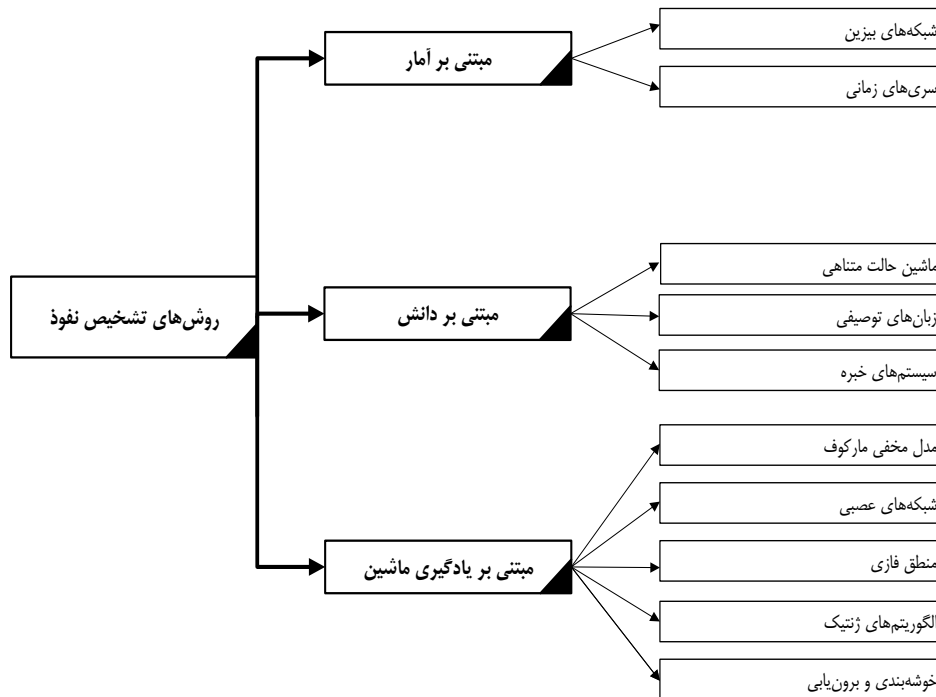 روش‌های تشخیص نفوذ
مبتنی بر آمار
شبکه‌های بیزین
سری‌های زمانی
مبتنی بر دانش
ماشین حالت متناهی
زبان‌های توصیفی
سیستم‌های خبره
مبتنی بر یادگیری ماشین
مدل مخفی مارکوف
شبکه‌های عصبی
منطق فازی
الگوریتم‌های ژنتیک
خوشه‌بندی و برون‌یابی